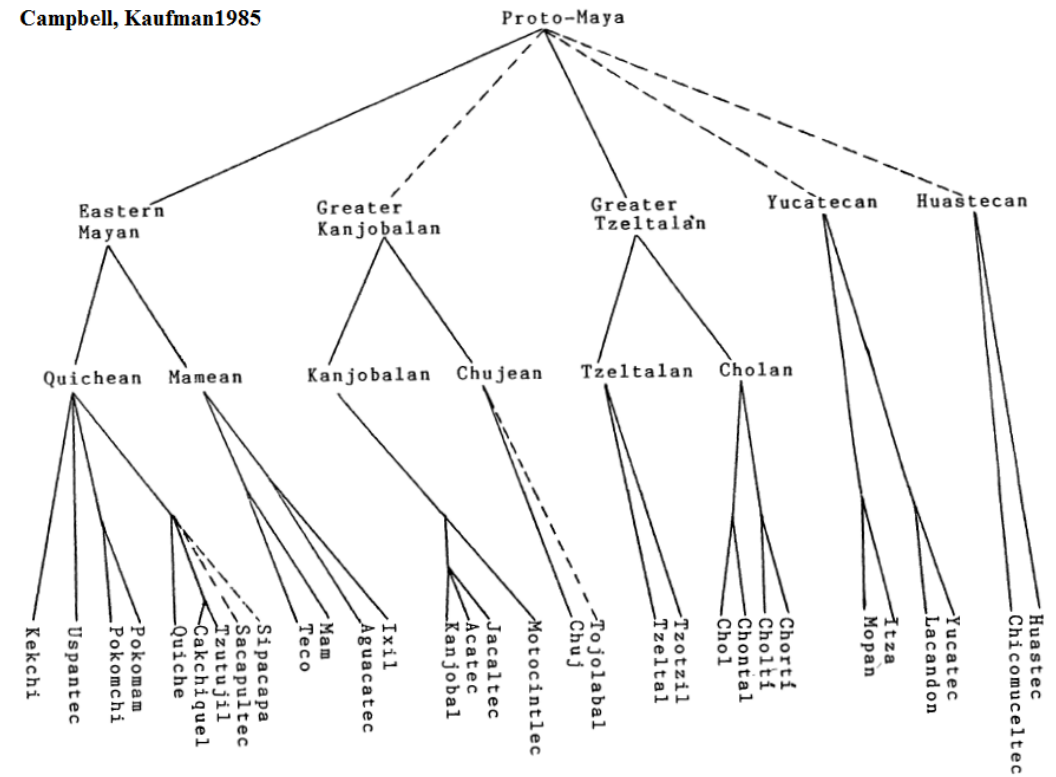 Campbell, Kaufman1985
Proto-Maya
Eastern
Mayan
Greater
Kanjobalan
Greater
Tzeltalan
Yucatecan
Huastecan
Quichean
Mamean
Kanjobalan
Chujean
Tzeltalan
Cholan
Kekchi
Uspantec
Pokomchi
Pokomam
Quiche
Cakchiquel
Tzutujil
Sacapultec
Sipacapa
Teco
Mam
Aguacatec
Ixil
Kanjobal
Acatec
Jacaltec
Motocintlec
Chuj
Tojolabal
Tzeltal
Tzotzil
Chol
Chontal
Choltí
Chortí
Mopan
Itza
Lacandon
Yucatec
Chicomuceltec
Huastec